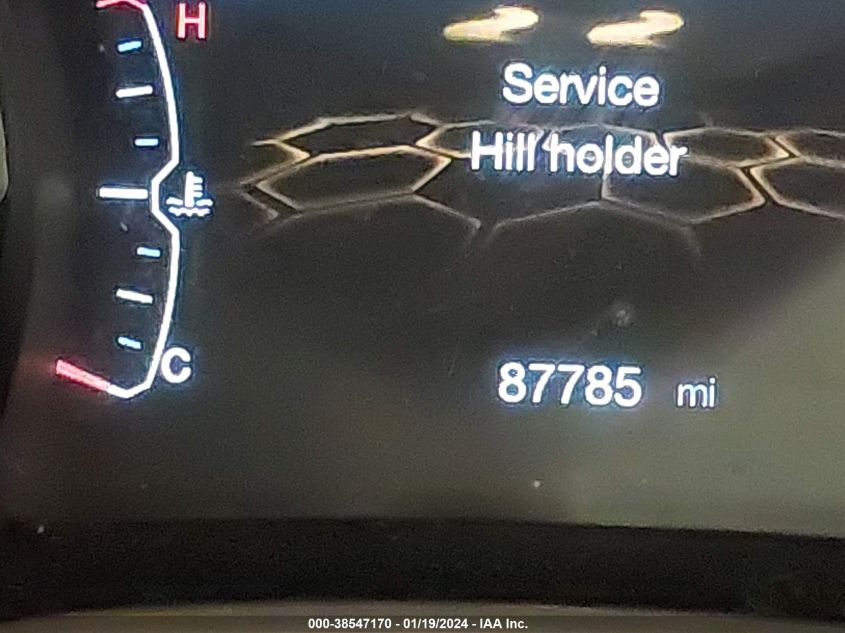 H
Service
Hill holder
C
87785 mi
000-38547170 - 01/19/2024 - IAA Inc.